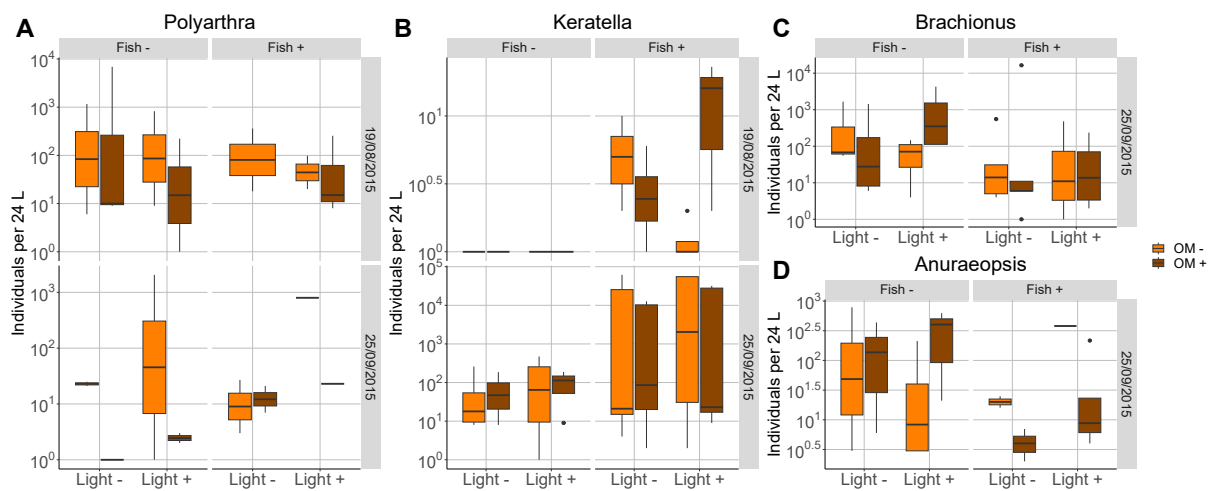 A
Polyarthra
Fish -
Fish +
Individuals per 24 L
10^4
10^3
10^2
10^1
10^0
19/08/2015
Individuals per 24 L
10^3
10^2
10^1
10^0
25/09/2015
Light - Light + Light - Light +
B
Keratella
Fish -
Fish +
Individuals per 24 L
10^1
10^0.5
10^0
19/08/2015
Individuals per 24 L
10^5
10^4
10^3
10^2
10^1
10^0
25/09/2015
Light - Light + Light - Light +
C
Brachionus
Fish -
Fish +
Individuals per 24 L
10^4
10^3
10^2
10^1
10^0
25/09/2015
Light - Light + Light - Light +
OM -
OM +
D
Anuraeopsis
Fish -
Fish +
Individuals per 24 L
10^3
10^2.5
10^2
10^1.5
10^1
10^0.5
25/09/2015
Light - Light + Light - Light +